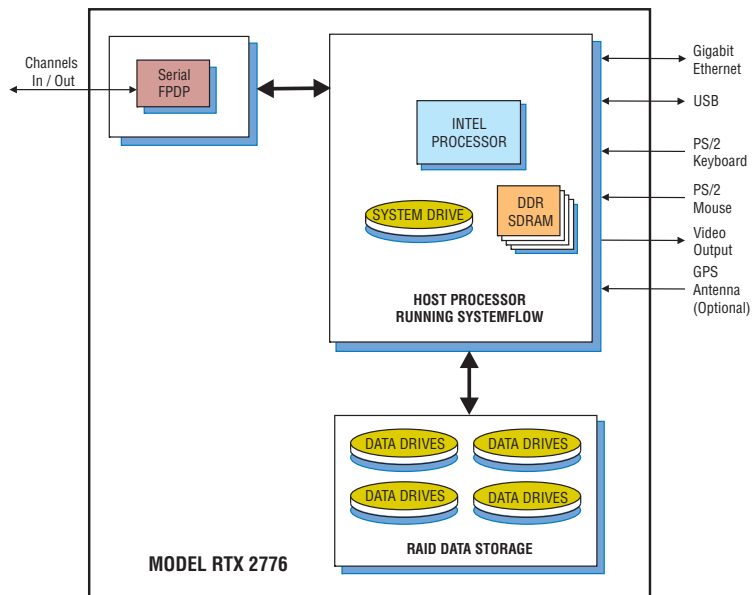 Channels
In / Out
Serial
FPDP
INTEL
PROCESSOR
SYSTEM DRIVE
DDR
SDRAM
HOST PROCESSOR
RUNNING SYSTEMFLOW
Gigabit
Ethernet
USB
PS/2
Keyboard
PS/2
Mouse
Video
Output
GPS
Antenna
(Optional)
DATA DRIVES
DATA DRIVES
DATA DRIVES
DATA DRIVES
RAID DATA STORAGE
MODEL RTX 2776